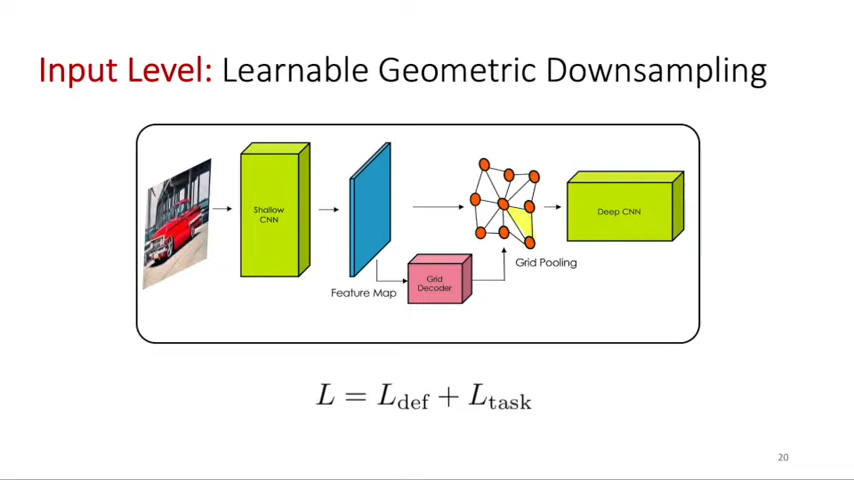 Input Level: Learnable Geometric Downsampling
Shallow
CNN
Feature Map
Grid
Decoder
Grid Pooling
Deep CNN
L = L_def + L_task
20